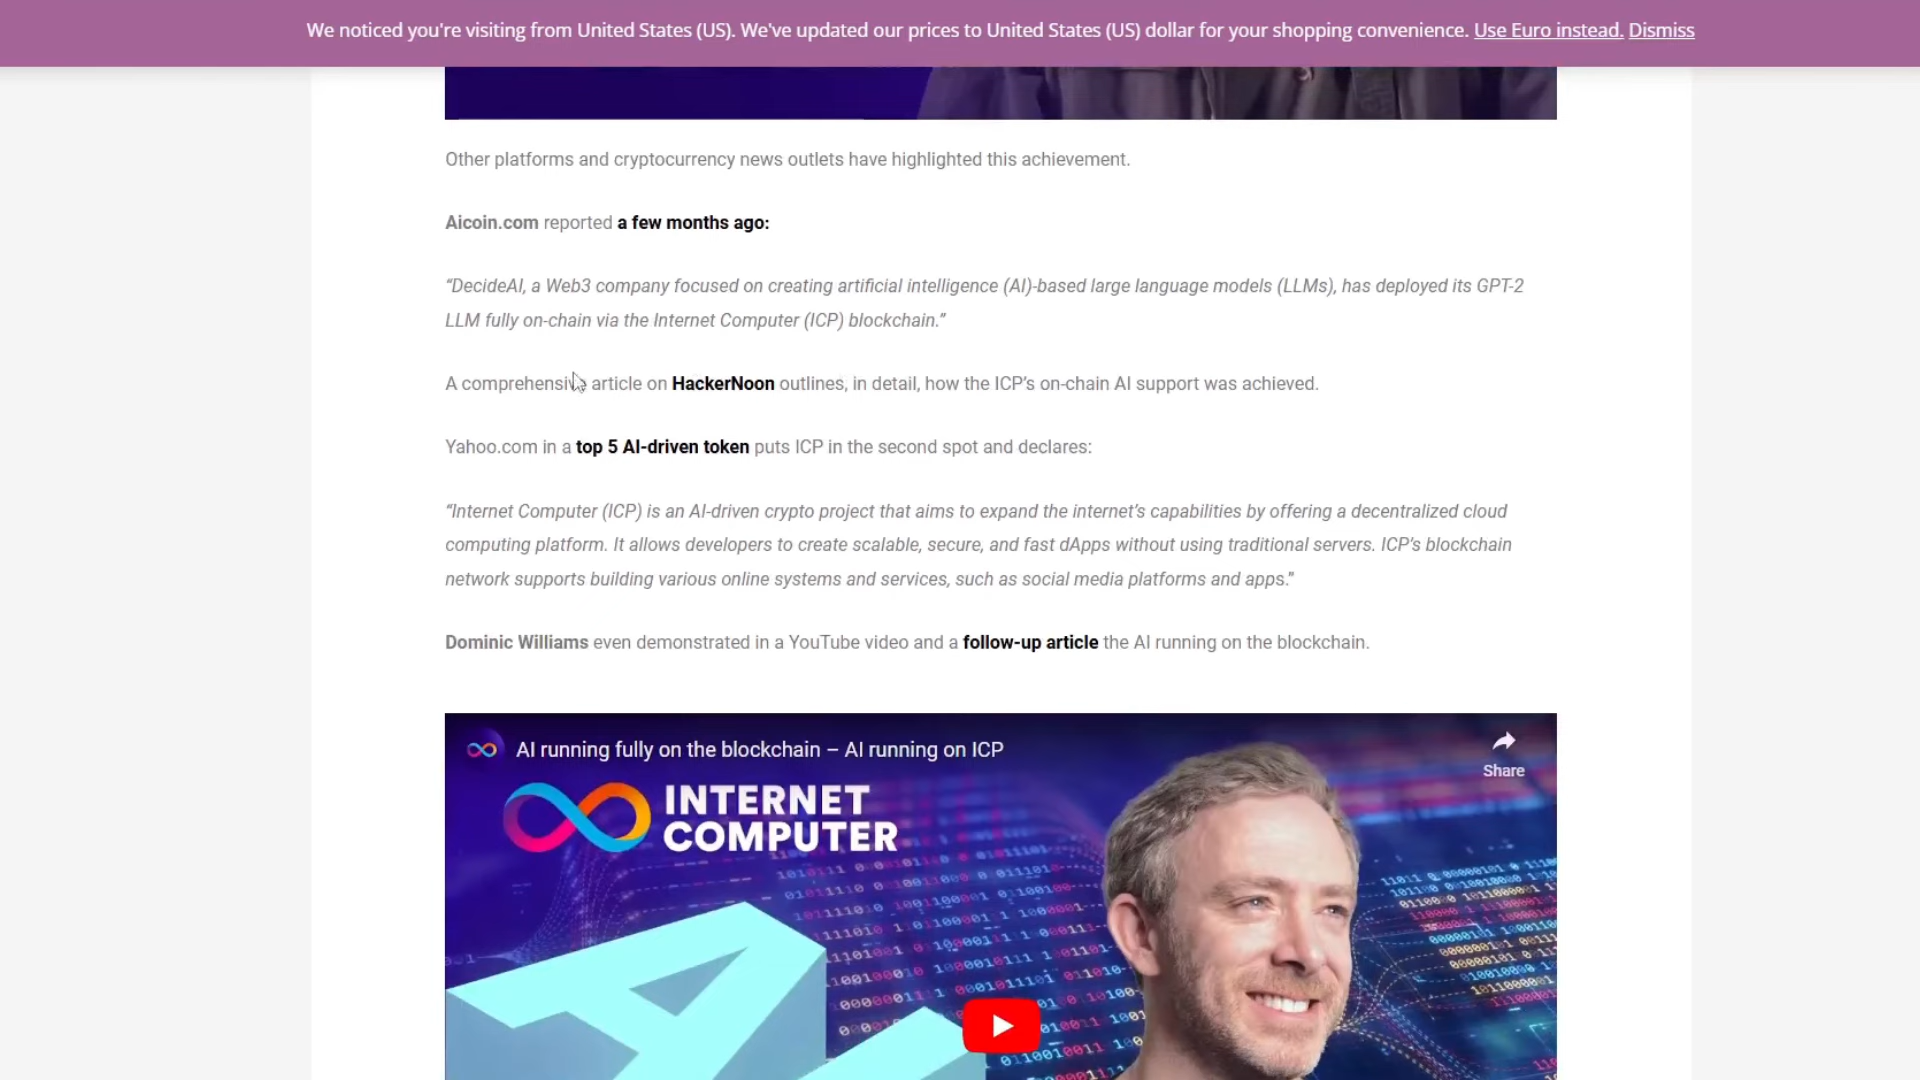 We noticed you're visiting from United States (US). We've updated our prices to United States (US) dollar for your shopping convenience. Use Euro instead. Dismiss
Other platforms and cryptocurrency news outlets have highlighted this achievement.
Aicoin.com reported a few months ago:
“DecideAI, a Web3 company focused on creating artificial intelligence (AI)-based large language models (LLMs), has deployed its GPT-2
LLM fully on-chain via the Internet Computer (ICP) blockchain.”
A comprehensive article on HackerNoon outlines, in detail, how the ICP’s on-chain AI support was achieved.
Yahoo.com in a top 5 AI-driven token puts ICP in the second spot and declares:
“Internet Computer (ICP) is an AI-driven crypto project that aims to expand the internet’s capabilities by offering a decentralized cloud
computing platform. It allows developers to create scalable, secure, and fast dApps without using traditional servers. ICP’s blockchain
network supports building various online systems and services, such as social media platforms and apps.”
Dominic Williams even demonstrated in a YouTube video and a follow-up article the AI running on the blockchain.
AI running fully on the blockchain – AI running on ICP
Share
INTERNET
COMPUTER